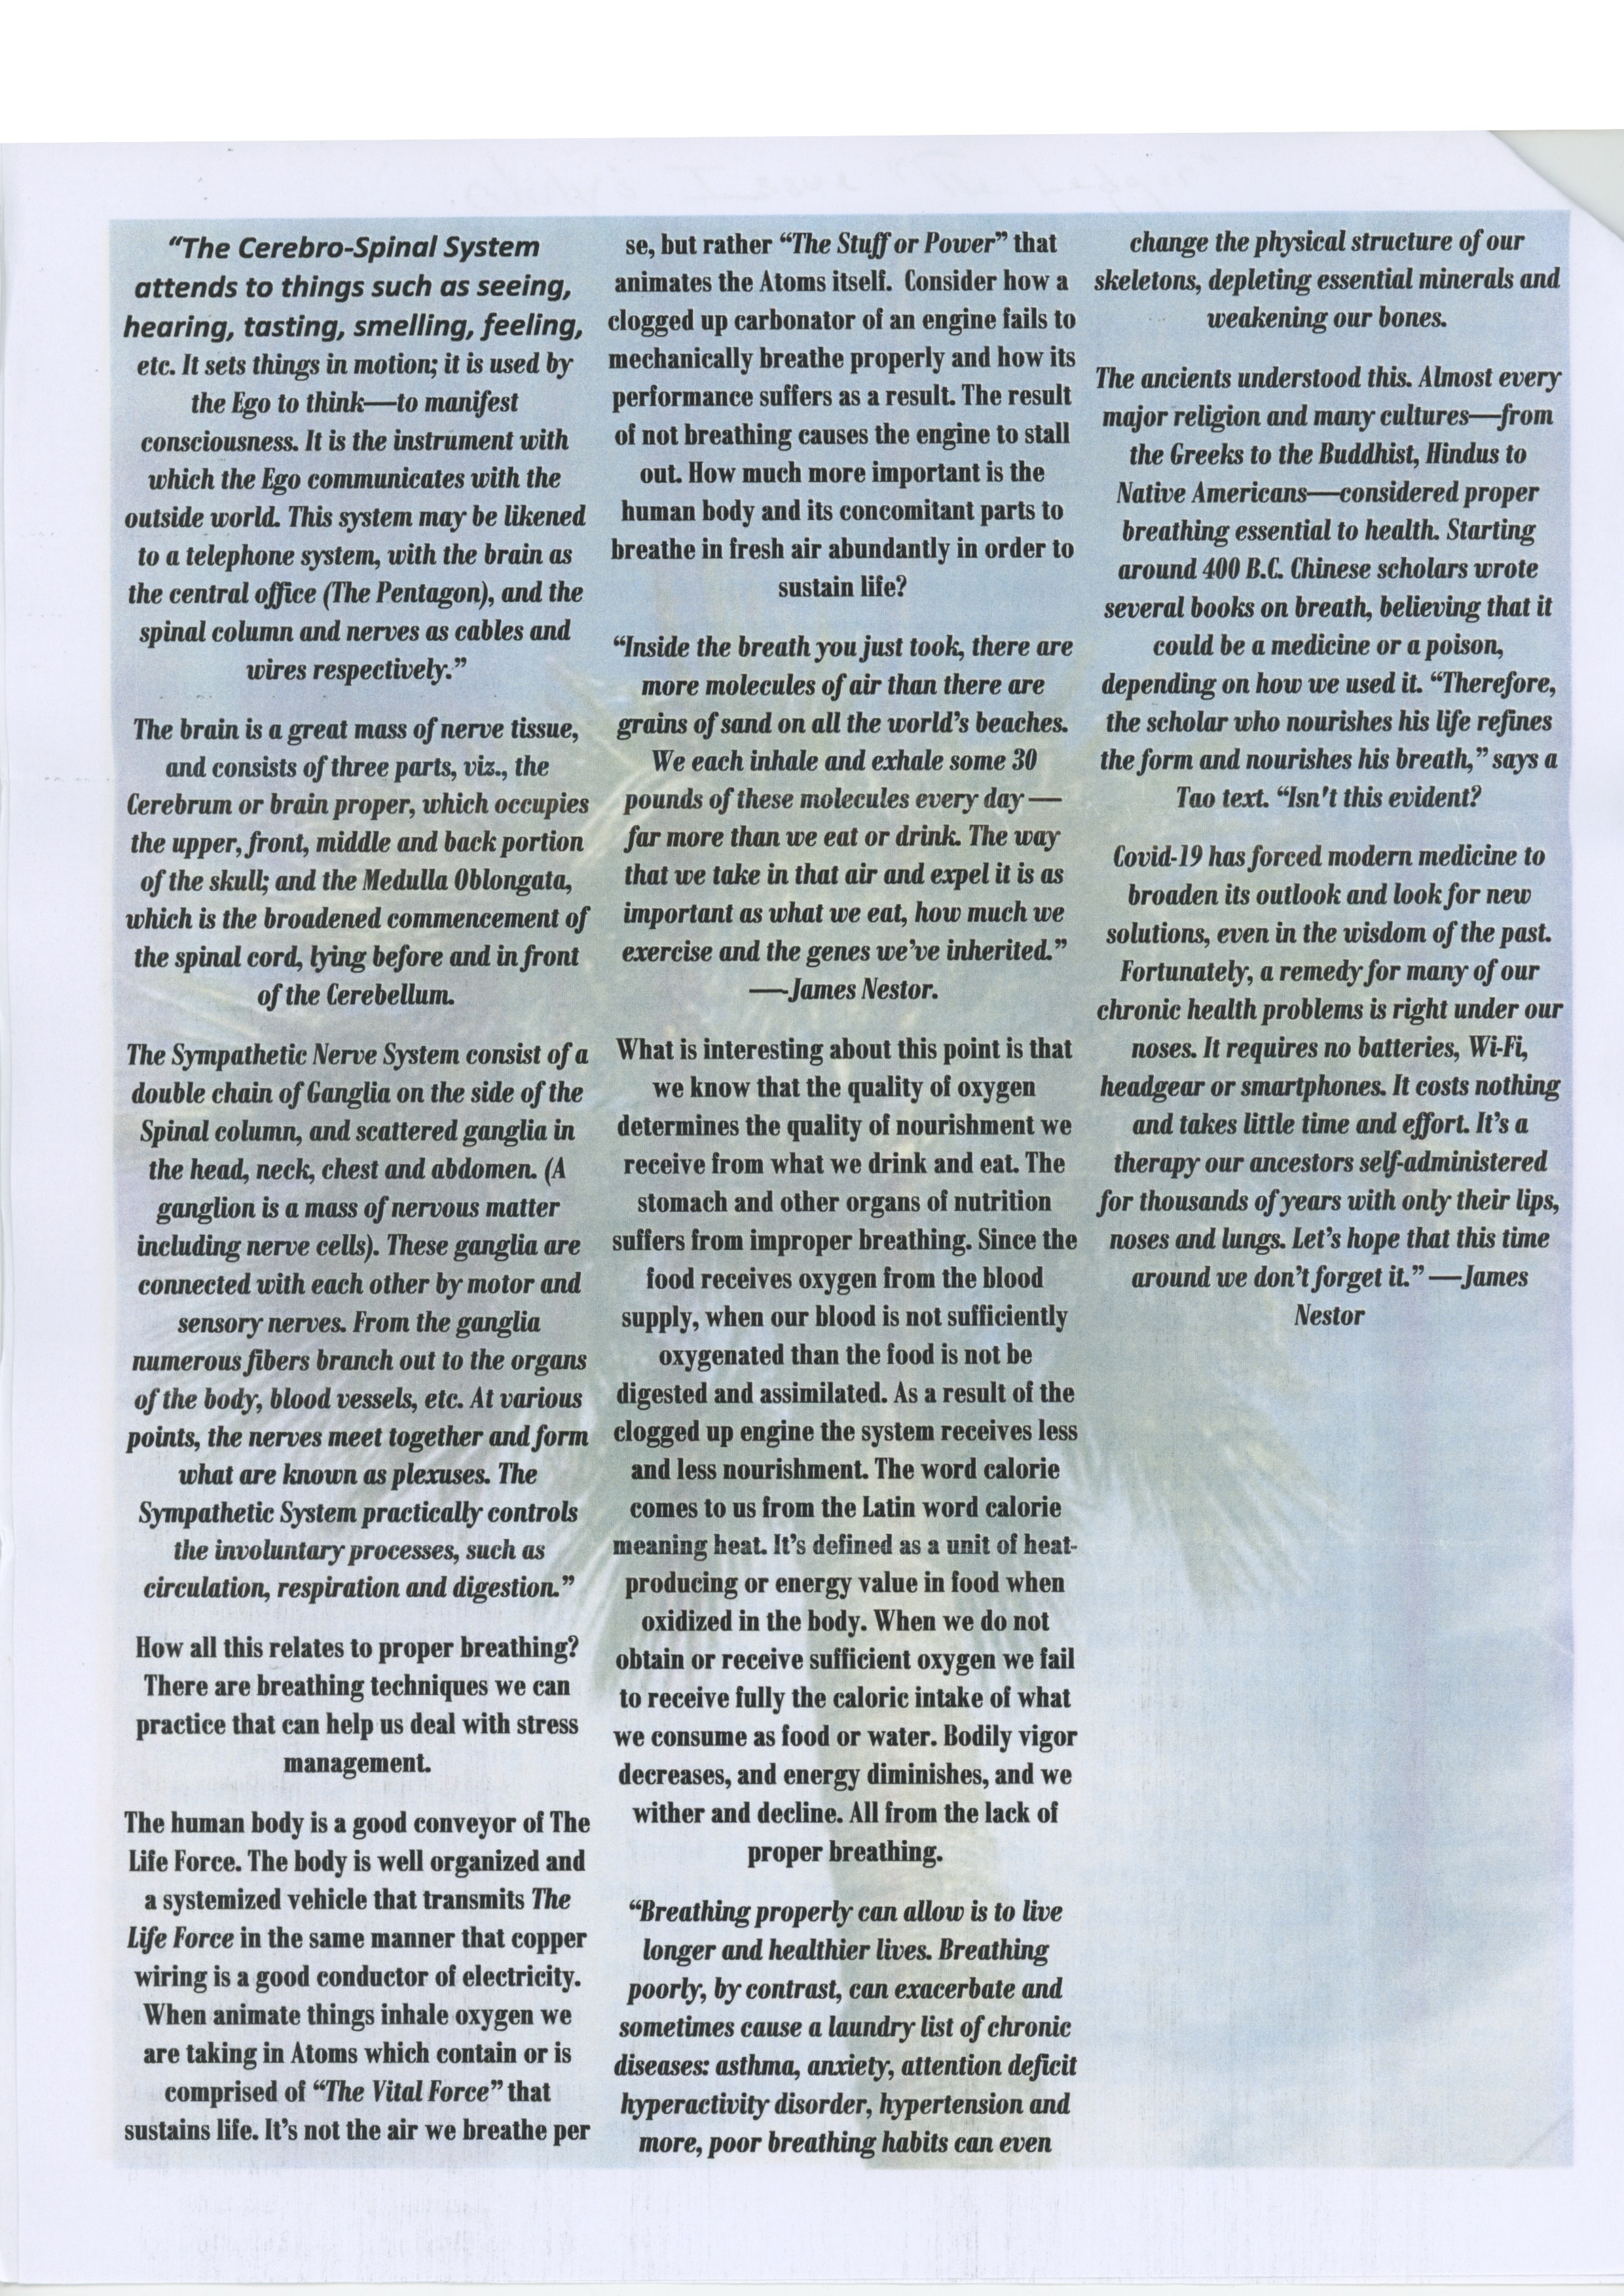 “The Cerebro-Spinal System
attends to things such as seeing,
hearing, tasting, smelling, feeling,
etc. It sets things in motion; it is used by
the Ego to think—to manifest
consciousness. It is the instrument with
which the Ego communicates with the
outside world. This system may be likened
to a telephone system, with the brain as
the central office (The Pentagon), and the
spinal column and nerves as cables and
wires respectively.”
The brain is a great mass of nerve tissue,
and consists of three parts, viz., the
Cerebrum or brain proper, which occupies
the upper, front, middle and back portion
of the skull; and the Medulla Oblongata,
which is the broadened commencement of
the spinal cord, lying before and in front
of the Cerebellum.
The Sympathetic Nerve System consist of a
double chain of Ganglia on the side of the
Spinal column, and scattered ganglia in
the head, neck, chest and abdomen. (A
ganglion is a mass of nervous matter
including nerve cells). These ganglia are
connected with each other by motor and
sensory nerves. From the ganglia
numerous fibers branch out to the organs
of the body, blood vessels, etc. At various
points, the nerves meet together and form
what are known as plexuses. The
Sympathetic System practically controls
the involuntary processes, such as
circulation, respiration and digestion.”
How all this relates to proper breathing?
There are breathing techniques we can
practice that can help us deal with stress
management.
The human body is a good conveyor of The
Life Force. The body is well organized and
a systemized vehicle that transmits The
Life Force in the same manner that copper
wiring is a good conductor of electricity.
When animate things inhale oxygen we
are taking in Atoms which contain or is
comprised of “The Vital Force” that
sustains life. It’s not the air we breathe per
se, but rather “The Stuff or Power” that
animates the Atoms itself. Consider how a
clogged up carbonator of an engine fails to
mechanically breathe properly and how its
performance suffers as a result. The result
of not breathing causes the engine to stall
out. How much more important is the
human body and its concomitant parts to
breathe in fresh air abundantly in order to
sustain life?
“Inside the breath you just took, there are
more molecules of air than there are
grains of sand on all the world’s beaches.
We each inhale and exhale some 30
pounds of these molecules every day —
far more than we eat or drink. The way
that we take in that air and expel it is as
important as what we eat, how much we
exercise and the genes we’ve inherited.”
—James Nestor.
What is interesting about this point is that
we know that the quality of oxygen
determines the quality of nourishment we
receive from what we drink and eat. The
stomach and other organs of nutrition
suffers from improper breathing. Since the
food receives oxygen from the blood
supply, when our blood is not sufficiently
oxygenated than the food is not be
digested and assimilated. As a result of the
clogged up engine the system receives less
and less nourishment. The word calorie
comes to us from the Latin word calorie
meaning heat. It’s defined as a unit of heat-
producing or energy value in food when
oxidized in the body. When we do not
obtain or receive sufficient oxygen we fail
to receive fully the caloric intake of what
we consume as food or water. Bodily vigor
decreases, and energy diminishes, and we
wither and decline. All from the lack of
proper breathing.
“Breathing properly can allow is to live
longer and healthier lives. Breathing
poorly, by contrast, can exacerbate and
sometimes cause a laundry list of chronic
diseases: asthma, anxiety, attention deficit
hyperactivity disorder, hypertension and
more, poor breathing habits can even
change the physical structure of our
skeletons, depleting essential minerals and
weakening our bones.
The ancients understood this. Almost every
major religion and many cultures—from
the Greeks to the Buddhist, Hindus to
Native Americans—considered proper
breathing essential to health. Starting
around 400 B.C. Chinese scholars wrote
several books on breath, believing that it
could be a medicine or a poison,
depending on how we used it. “Therefore,
the scholar who nourishes his life refines
the form and nourishes his breath,” says a
Tao text. “Isn't this evident?
Covid-19 has forced modern medicine to
broaden its outlook and look for new
solutions, even in the wisdom of the past.
Fortunately, a remedy for many of our
chronic health problems is right under our
noses. It requires no batteries, Wi-Fi,
headgear or smartphones. It costs nothing
and takes little time and effort. It’s a
therapy our ancestors self-administered
for thousands of years with only their lips,
noses and lungs. Let’s hope that this time
around we don’t forget it.” —James
Nestor